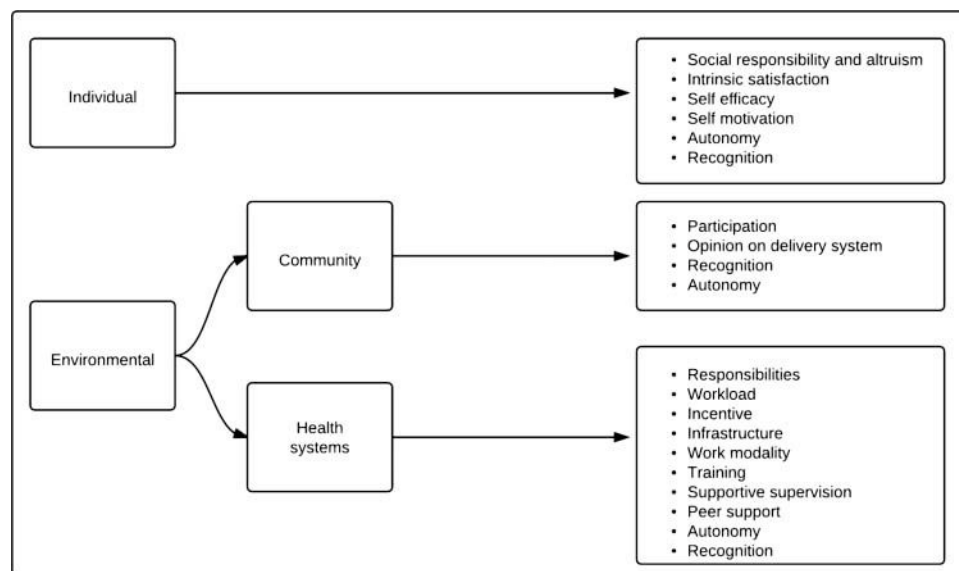 Individual
• Social responsibility and altruism
• Intrinsic satisfaction
• Self efficacy
• Self motivation
• Autonomy
• Recognition
Environmental
Community
• Participation
• Opinion on delivery system
• Recognition
• Autonomy
Health
systems
• Responsibilities
• Workload
• Incentive
• Infrastructure
• Work modality
• Training
• Supportive supervision
• Peer support
• Autonomy
• Recognition